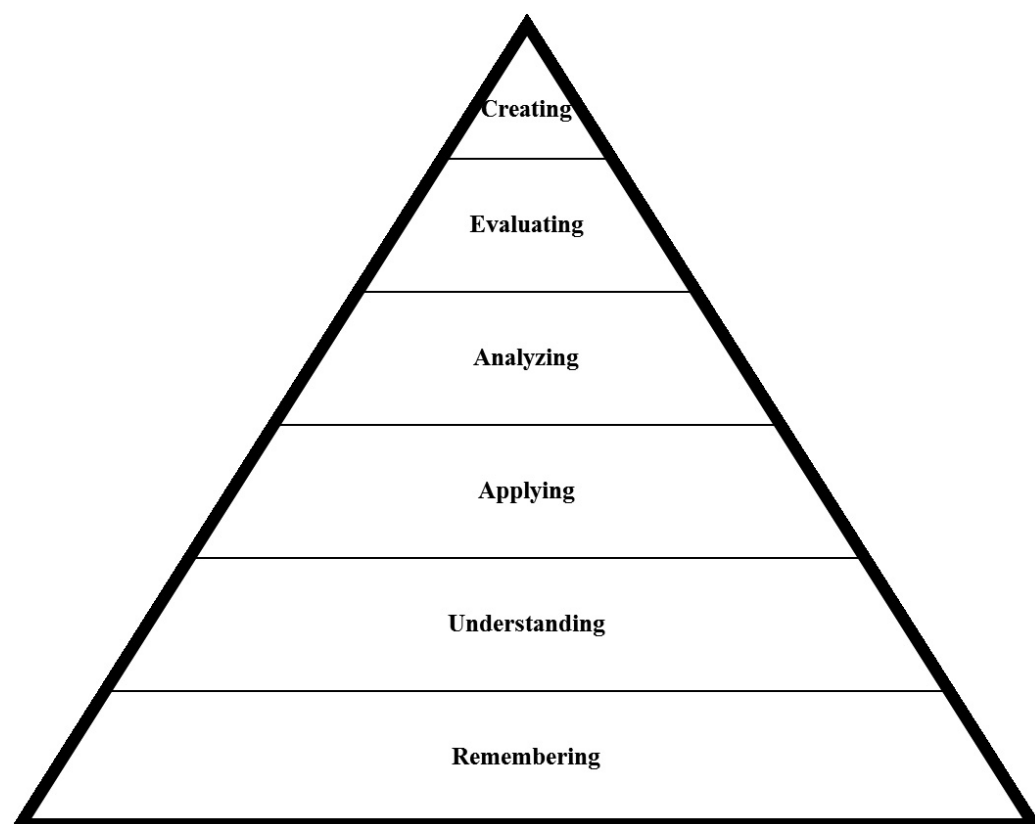 Creating
Evaluating
Analyzing
Applying
Understanding
Remembering